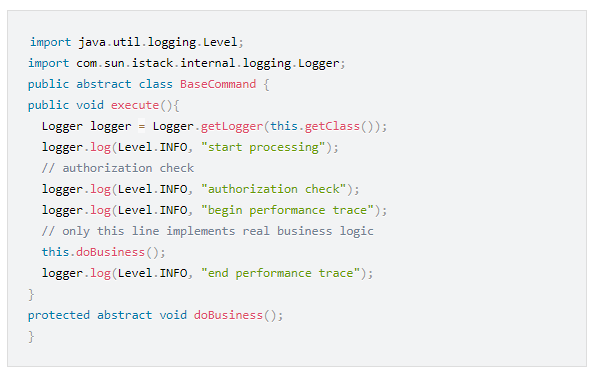 import java.util.logging.Level;
import com.sun.istack.internal.logging.Logger;
public abstract class BaseCommand {
public void execute(){
  Logger logger = Logger.getLogger(this.getClass());
  logger.log(Level.INFO, "start processing");
  // authorization check
  logger.log(Level.INFO, "authorization check");
  logger.log(Level.INFO, "begin performance trace");
  // only this line implements real business logic
  this.doBusiness();
  logger.log(Level.INFO, "end performance trace");
}
protected abstract void doBusiness();
}